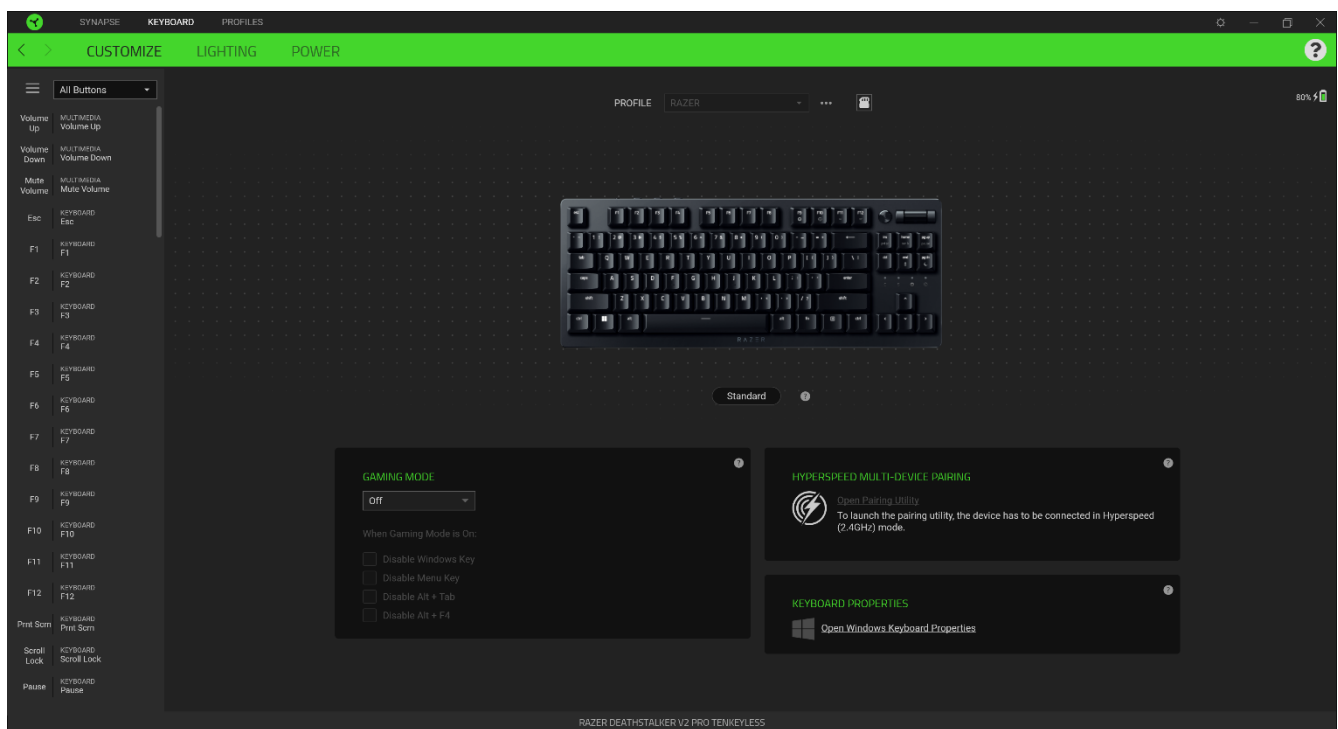 SYNAPSE KEYBOARD PROFILES
CUSTOMIZE LIGHTING POWER
?
All Buttons
PROFILE RAZER
80%
Volume Up MULTIMEDIA Volume Up
Volume Down MULTIMEDIA Volume Down
Mute Volume MULTIMEDIA Mute Volume
Esc KEYBOARD Esc
F1 KEYBOARD F1
F2 KEYBOARD F2
F3 KEYBOARD F3
F4 KEYBOARD F4
F5 KEYBOARD F5
F6 KEYBOARD F6
F7 KEYBOARD F7
F8 KEYBOARD F8
F9 KEYBOARD F9
F10 KEYBOARD F10
F11 KEYBOARD F11
F12 KEYBOARD F12
Prnt Scrn KEYBOARD Prnt Scrn
Scroll Lock KEYBOARD Scroll Lock
Pause KEYBOARD Pause
RAZER
Standard ?
GAMING MODE ?
Off
When Gaming Mode is On:
Disable Windows Key
Disable Menu Key
Disable Alt + Tab
Disable Alt + F4
HYPERSPEED MULTI-DEVICE PAIRING ?
Open Pairing Utility
To launch the pairing utility, the device has to be connected in Hyperspeed
(2.4GHz) mode.
KEYBOARD PROPERTIES ?
Open Windows Keyboard Properties
RAZER DEATHSTALKER V2 PRO TENKEYLESS